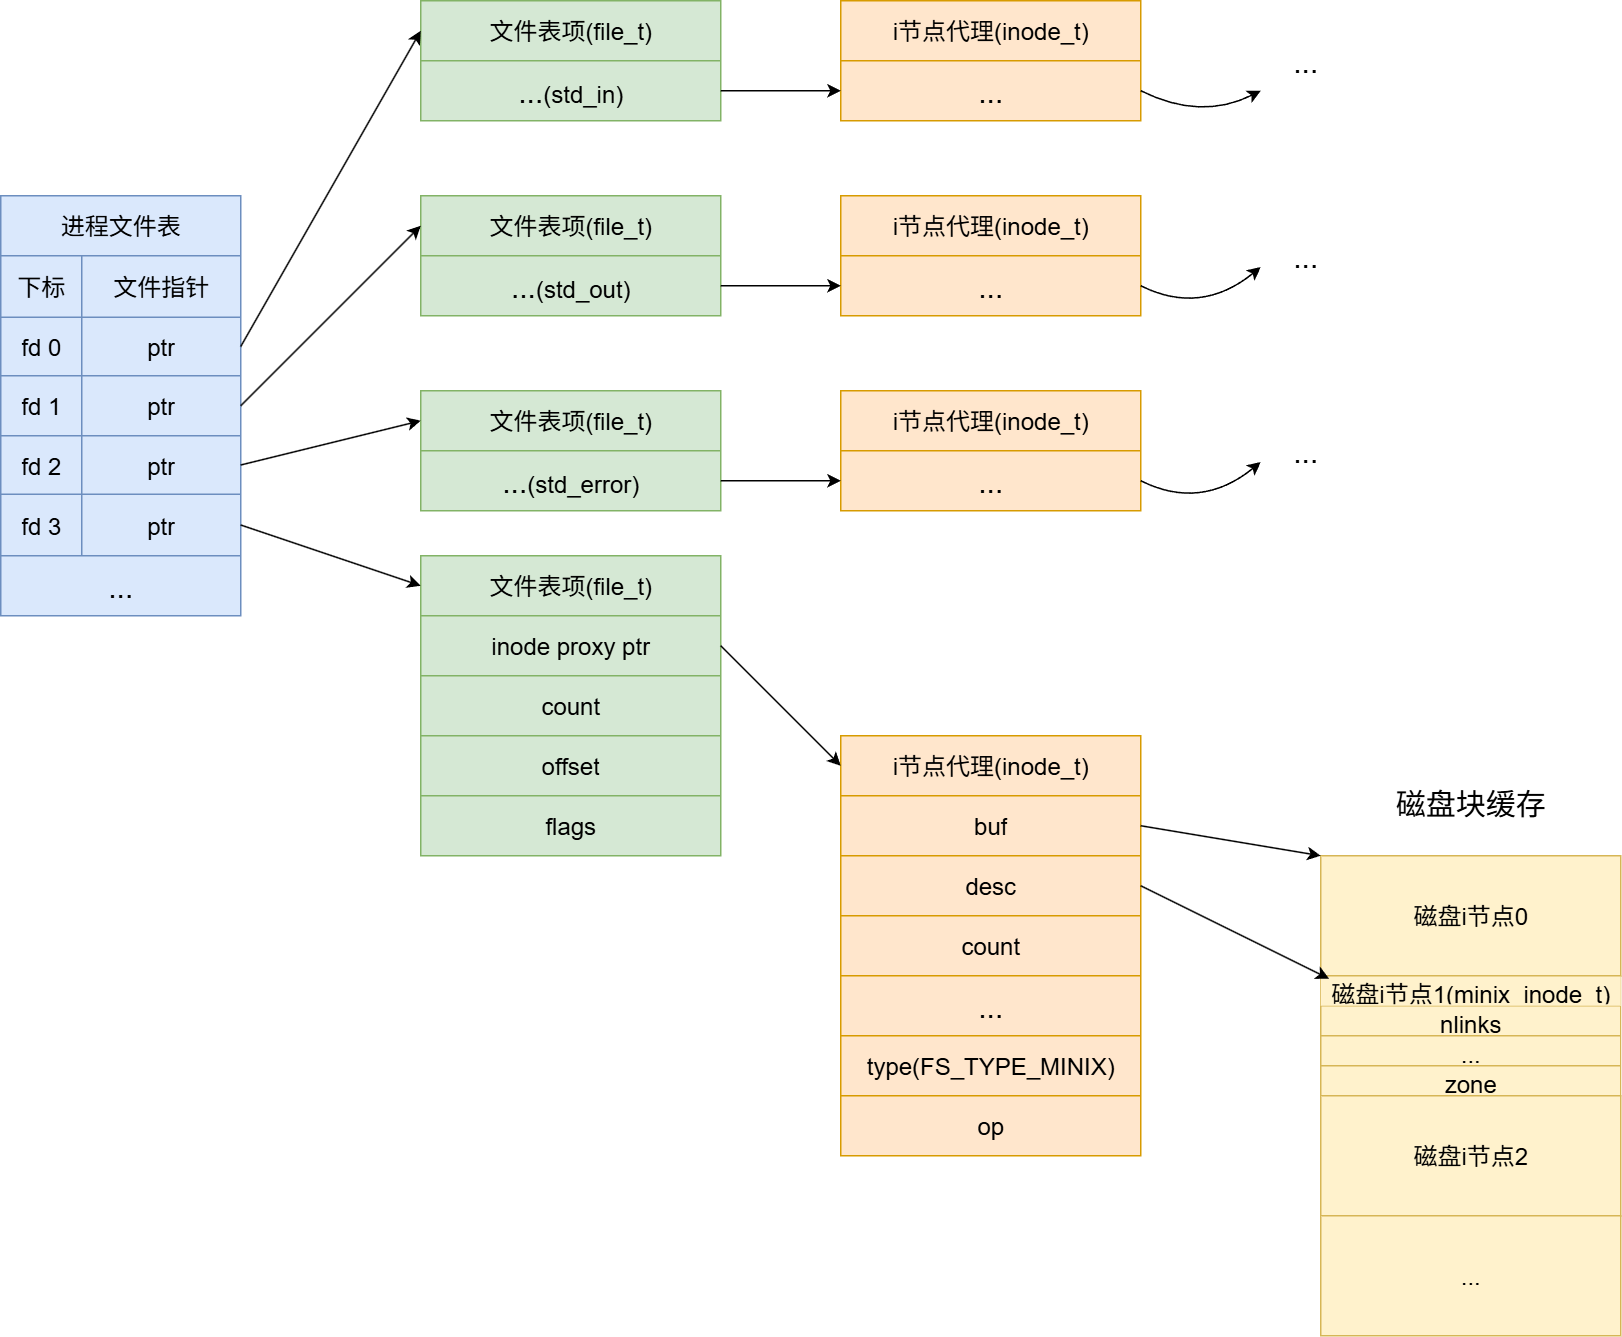 进程文件表
下标 文件指针
fd 0 ptr
fd 1 ptr
fd 2 ptr
fd 3 ptr
...
文件表项(file_t)
...(std_in)
i节点代理(inode_t)
...
...
文件表项(file_t)
...(std_out)
i节点代理(inode_t)
...
...
文件表项(file_t)
...(std_error)
i节点代理(inode_t)
...
...
文件表项(file_t)
inode proxy ptr
count
offset
flags
i节点代理(inode_t)
buf
desc
count
...
type(FS_TYPE_MINIX)
op
磁盘块缓存
磁盘i节点0
磁盘i节点1(minix_inode_t)
nlinks
...
zone
磁盘i节点2
...